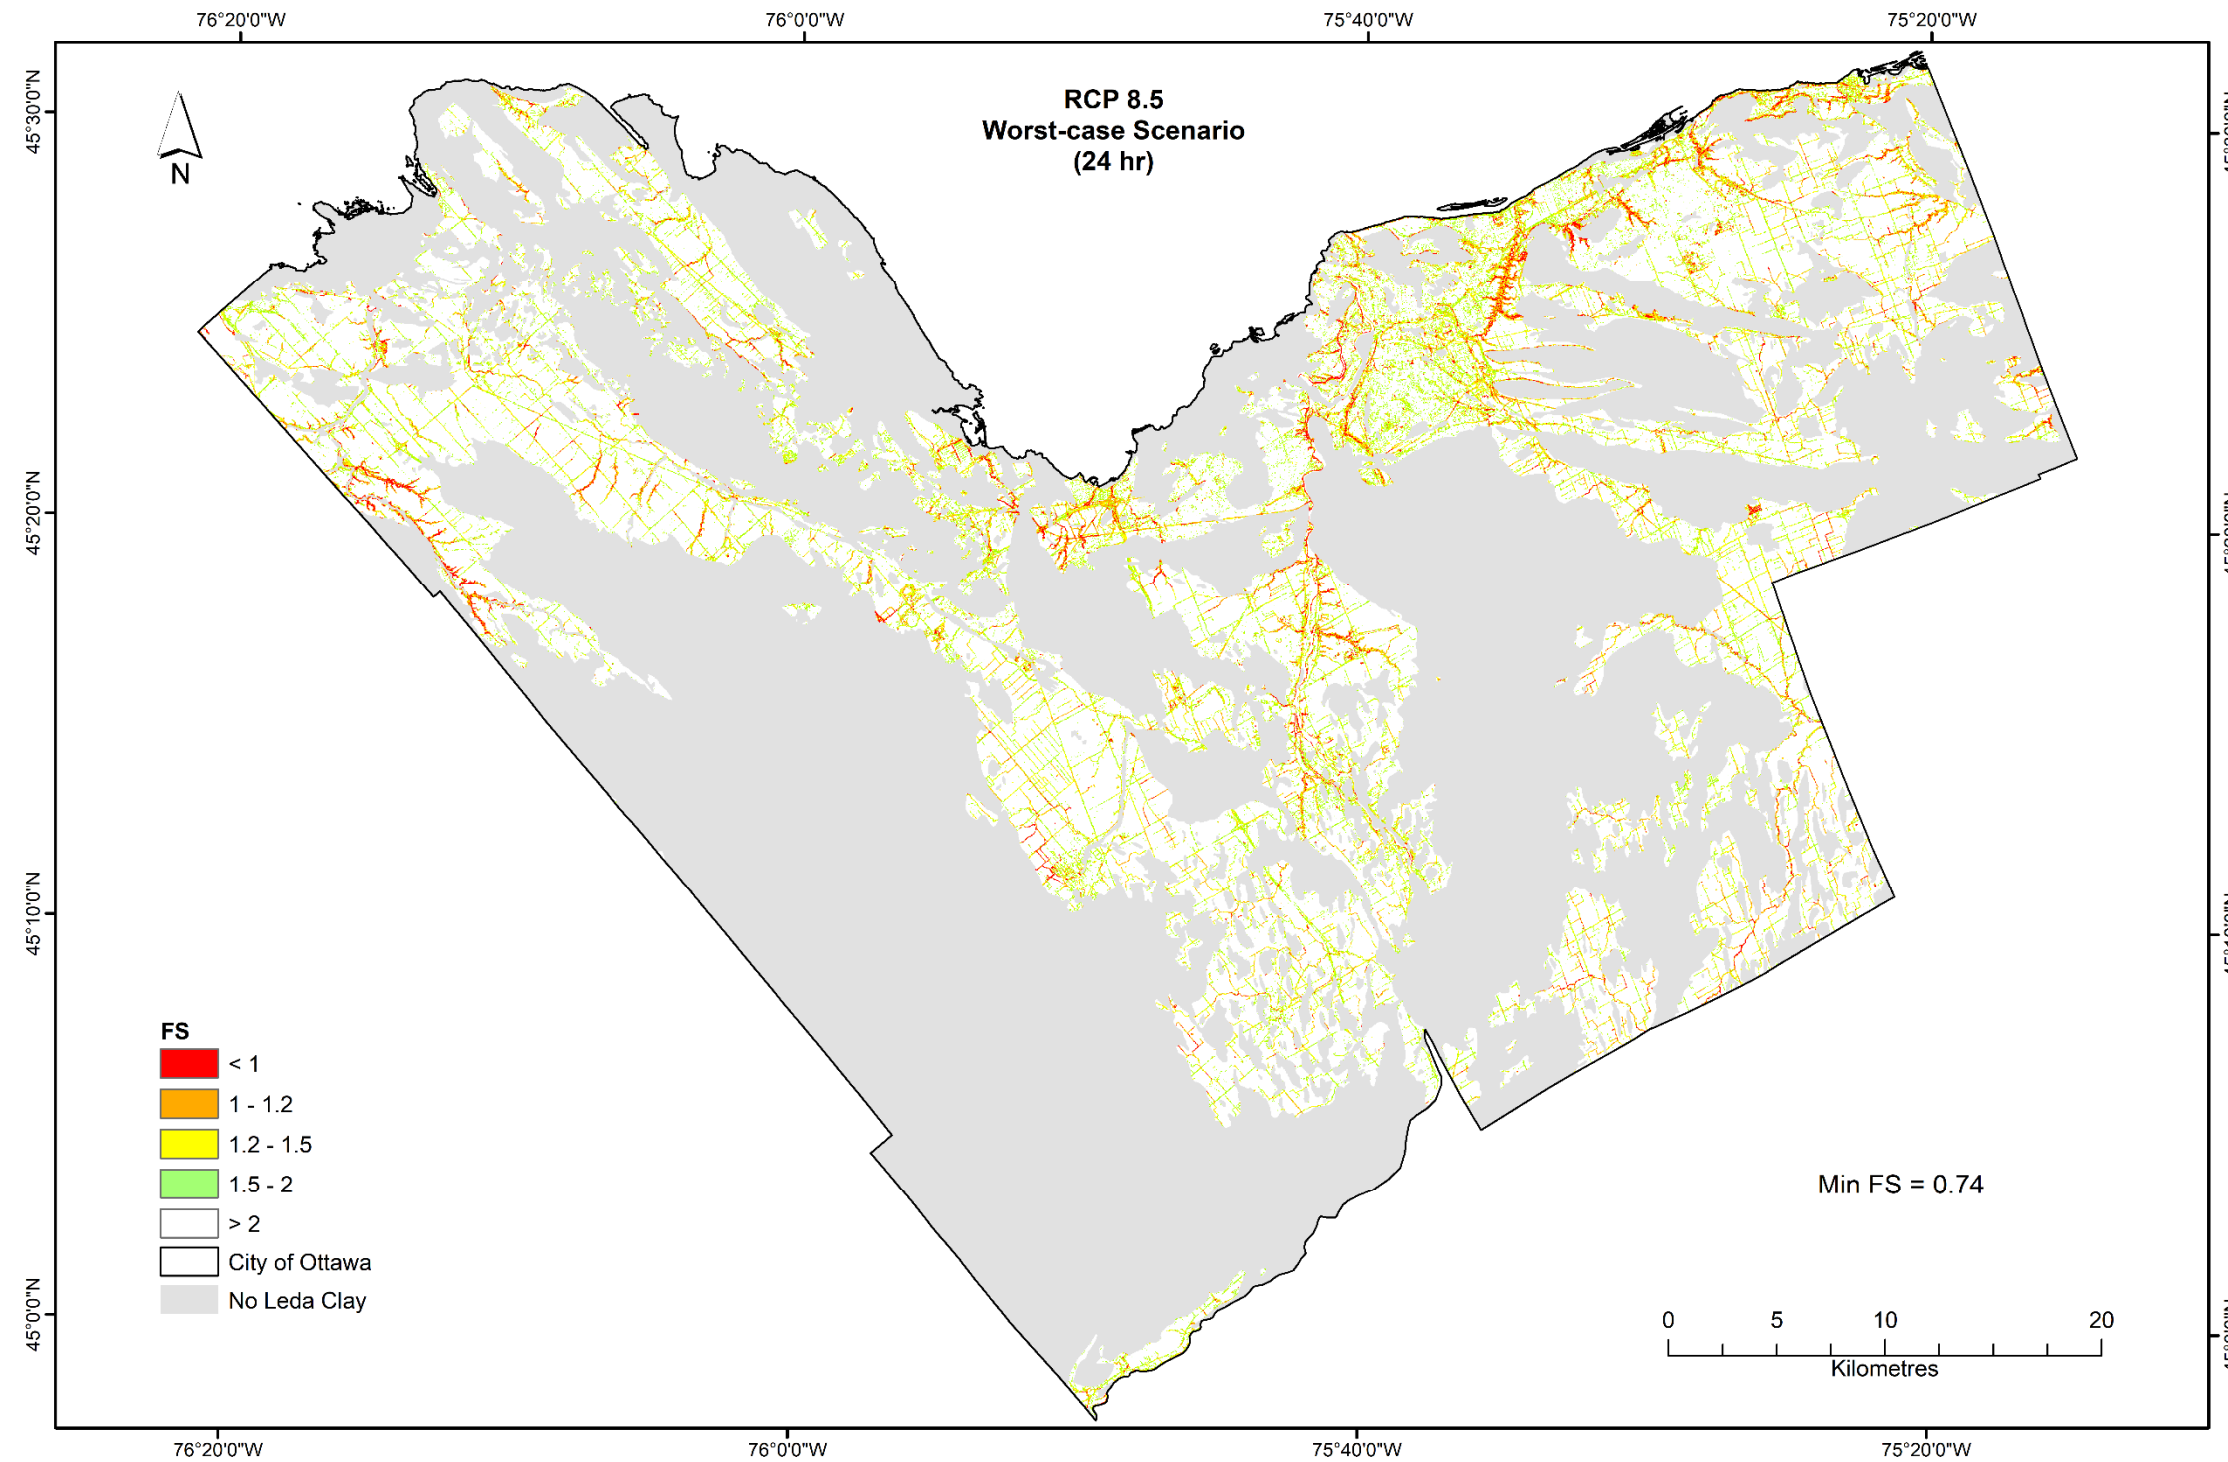 76°20'0"W 76°0'0"W 75°40'0"W 75°20'0"W
RCP 8.5
Worst-case Scenario
(24 hr)
N
45°30'0"N
45°20'0"N
45°10'0"N
45°0'0"N
FS
< 1
1 - 1.2
1.2 - 1.5
1.5 - 2
> 2
City of Ottawa
No Leda Clay
Min FS = 0.74
0 5 10 20
Kilometres
76°20'0"W 76°0'0"W 75°40'0"W 75°20'0"W